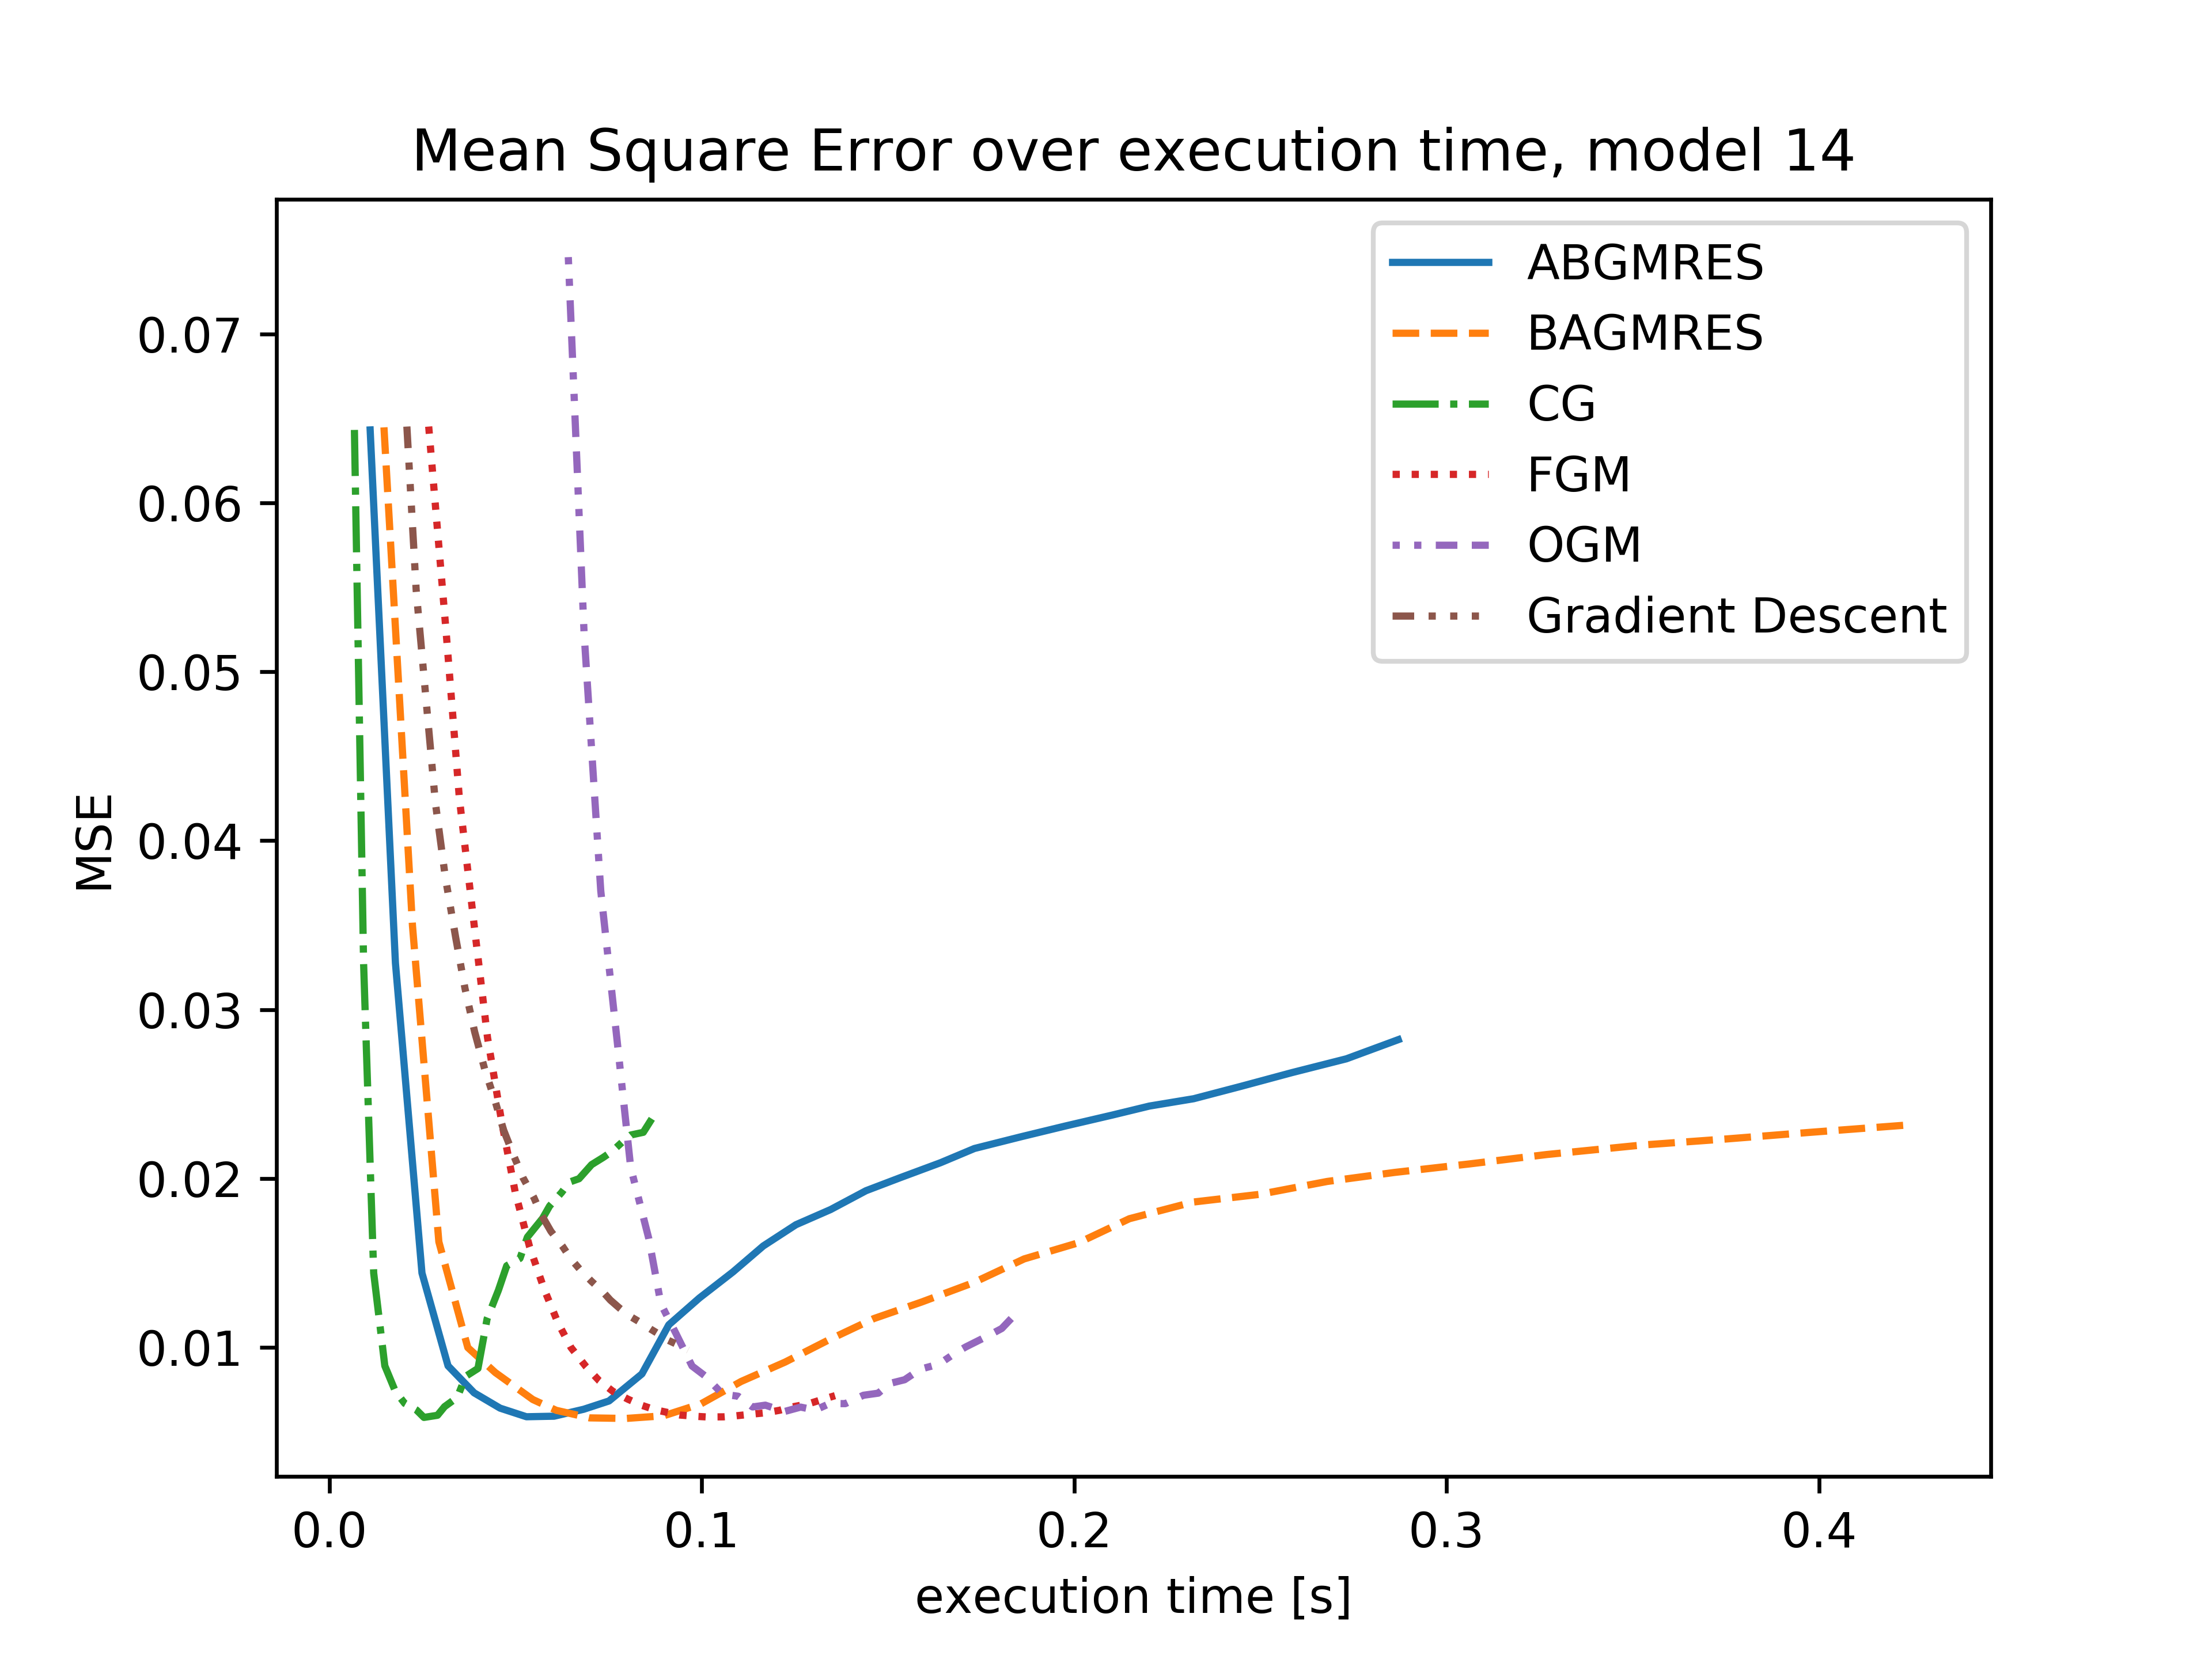 Mean Square Error over execution time, model 14
ABGMRES
BAGMRES
CG
FGM
OGM
Gradient Descent
MSE
0.07
0.06
0.05
0.04
0.03
0.02
0.01
0.0
0.1
0.2
0.3
0.4
execution time [s]